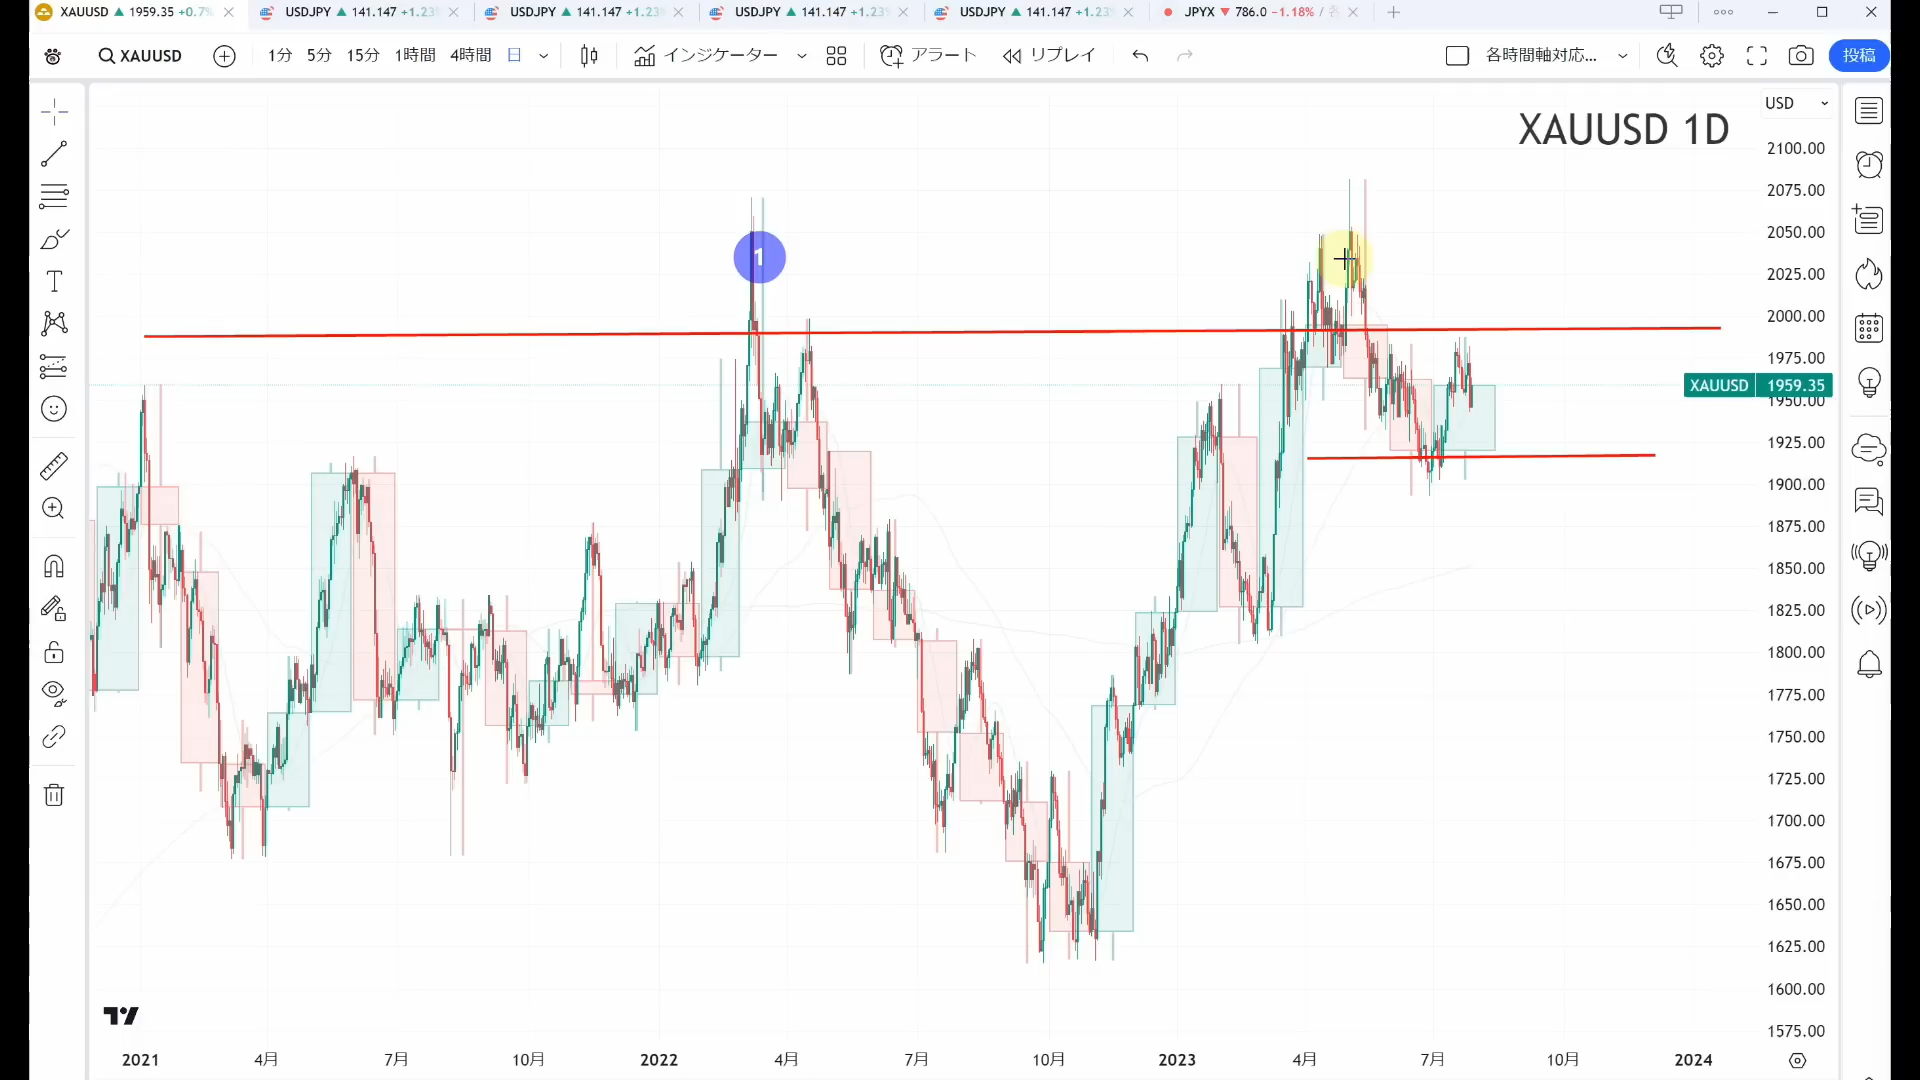 XAUUSD ▲ 1959.35 +0.7%
USDJPY ▲ 141.147 +1.23
USDJPY ▲ 141.147 +1.23
USDJPY ▲ 141.147 +1.23
USDJPY ▲ 141.147 +1.23
JPYX ▼ 786.0 −1.18% /
XAUUSD
1分 5分 15分 1時間 4時間 日
インジケーター
アラート
リプレイ
各時間軸対応...
投稿
USD
XAUUSD 1D
2100.00
2075.00
2050.00
2025.00
2000.00
1975.00
XAUUSD 1959.35
1950.00
1925.00
1900.00
1875.00
1850.00
1825.00
1800.00
1775.00
1750.00
1725.00
1700.00
1675.00
1650.00
1625.00
1600.00
1575.00
1
2021 4月 7月 10月 2022 4月 7月 10月 2023 4月 7月 10月 2024